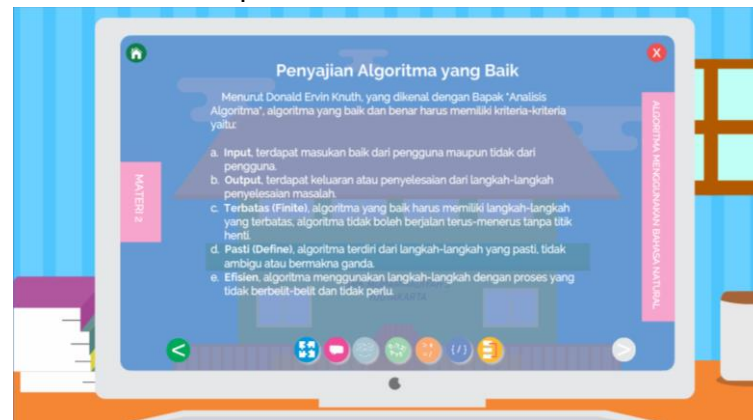 Penyajian Algoritma yang Baik
Menurut Donald Ervin Knuth, yang dikenal dengan Bapak "Analisis
Algoritma", algoritma yang baik dan benar harus memiliki kriteria-kriteria
yaitu:
a. Input, terdapat masukan baik dari pengguna maupun tidak dari
pengguna.
b. Output, terdapat keluaran atau penyelesaian dari langkah-langkah
penyelesaian masalah.
c. Terbatas (Finite), algoritma yang baik harus memiliki langkah-langkah
yang terbatas, algoritma tidak boleh berjalan terus-menerus tanpa titik
henti.
d. Pasti (Define), algoritma terdiri dari langkah-langkah yang pasti, tidak
ambigu atau bermakna ganda.
e. Efisien, algoritma menggunakan langkah-langkah dengan proses yang
tidak berbelit-belit dan tidak perlu.
MATERI 2
ALGORITMA MENGGUNAKAN BAHASA NATURAL
X
<
>